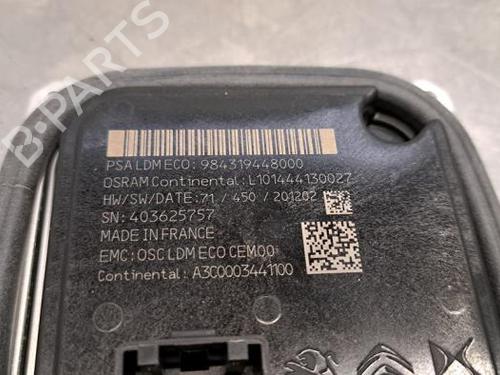 B-PARTS
PSA LDM ECO: 984319448000
OSRAM Continental: L101444130027
HW/SW/DATE: 71 / 450 / 201202
SN: 403625757
MADE IN FRANCE
EMC: OSC LDM ECO CEM00
Continental: A3C0003441100